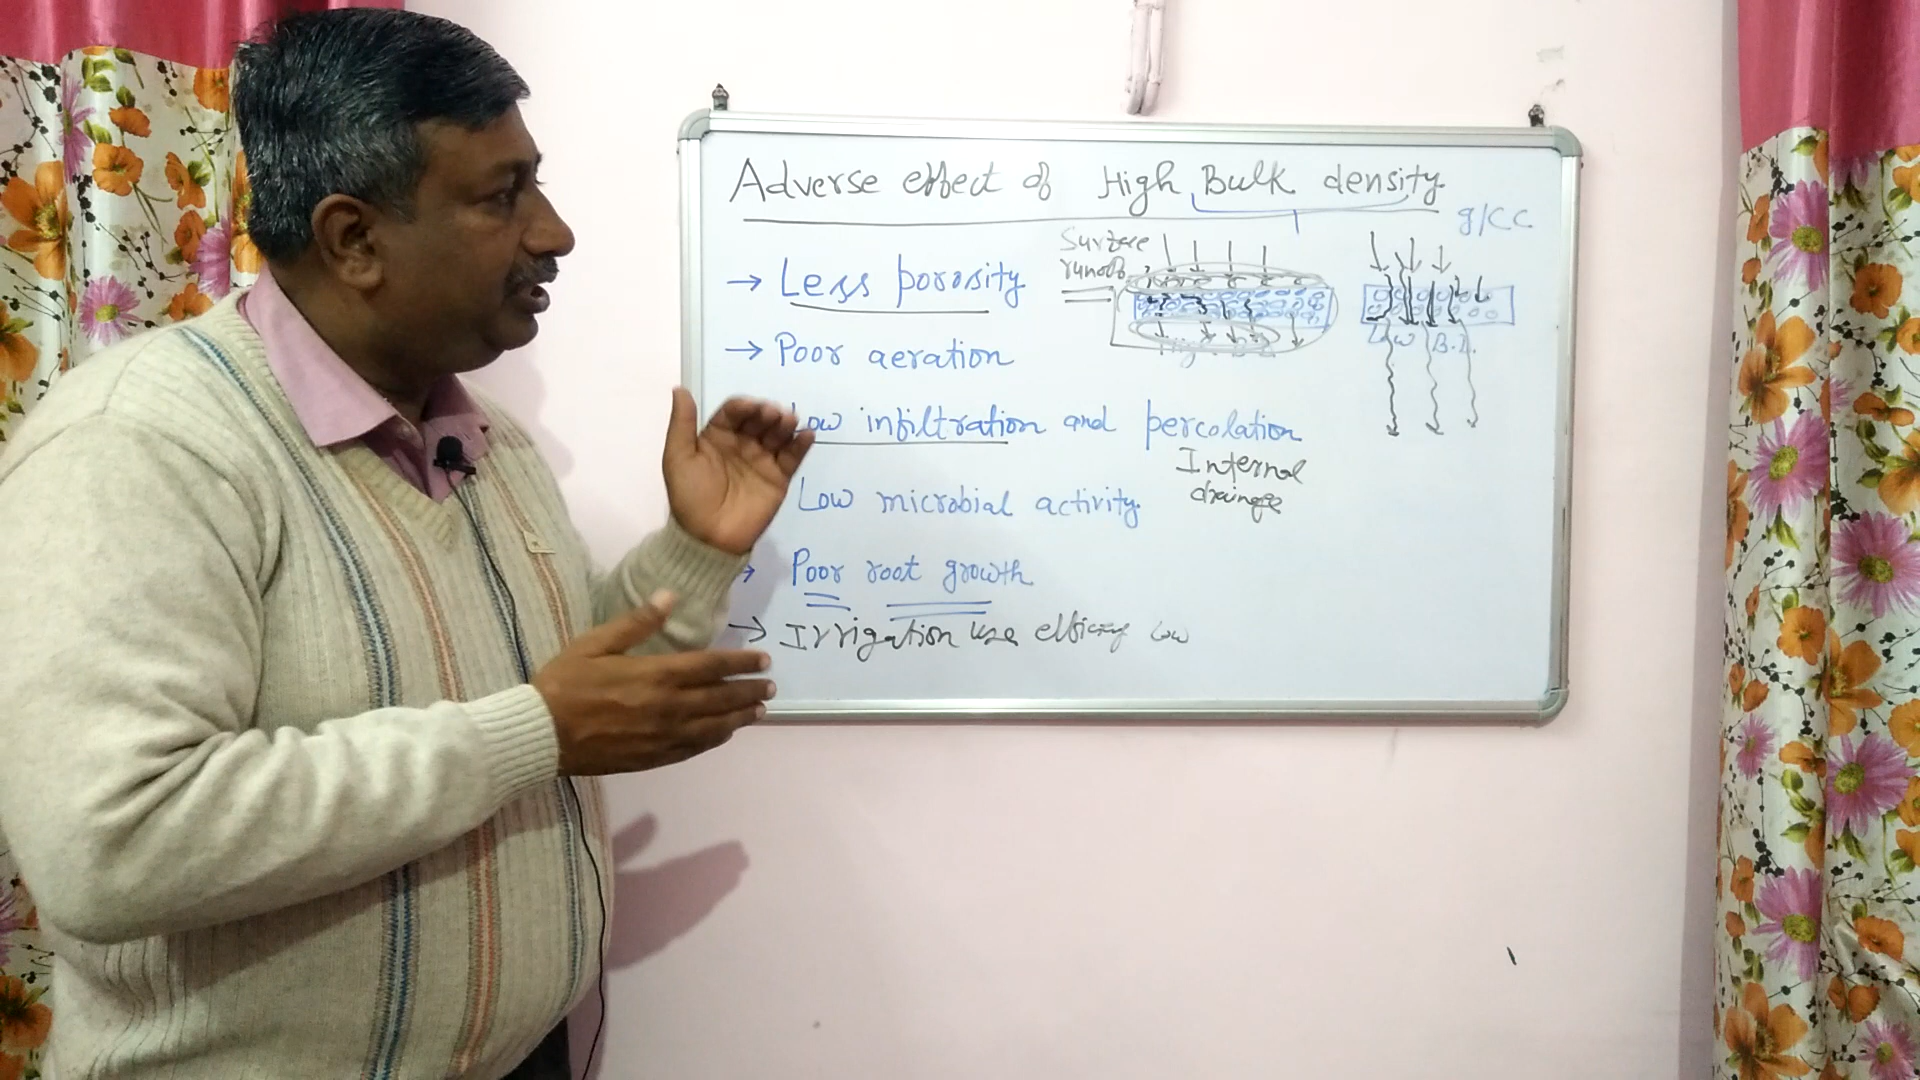 Adverse effect of High Bulk density
g/cc
Surface
runoff
→ Less porosity
→ Poor aeration
Low B.D.
Low infiltration and percolation
Internal
drainage
Low microbial activity
→ Poor root growth
→ Irrigation use efficiency low